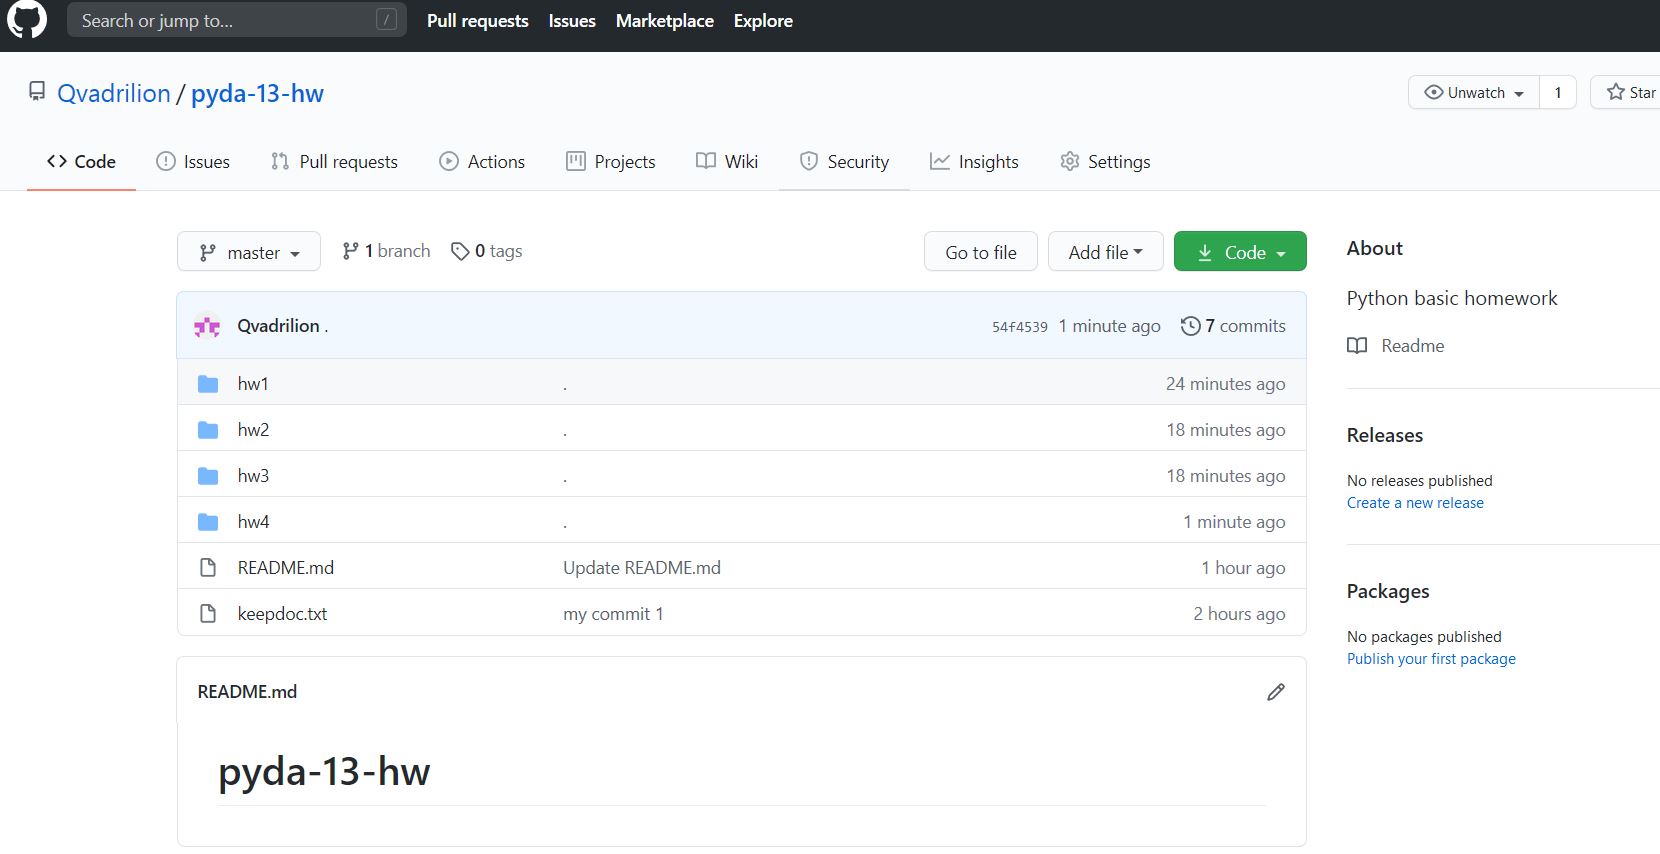 Search or jump to... / Pull requests Issues Marketplace Explore
Qvadrilion / pyda-13-hw Unwatch 1 Star
Code Issues Pull requests Actions Projects Wiki Security Insights Settings
master 1 branch 0 tags Go to file Add file Code
Qvadrilion . 54f4539 1 minute ago 7 commits
hw1 . 24 minutes ago
hw2 . 18 minutes ago
hw3 . 18 minutes ago
hw4 . 1 minute ago
README.md Update README.md 1 hour ago
keepdoc.txt my commit 1 2 hours ago
README.md
pyda-13-hw
About
Python basic homework
Readme
Releases
No releases published
Create a new release
Packages
No packages published
Publish your first package